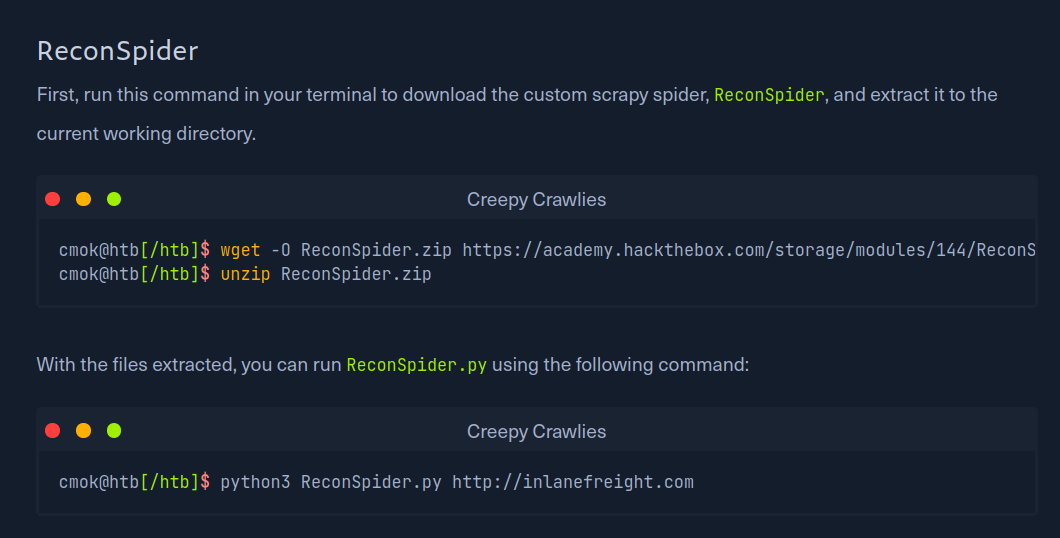 ReconSpider
First, run this command in your terminal to download the custom scrapy spider, ReconSpider, and extract it to the
current working directory.
Creepy Crawlies
cmok@htb[/htb]$ wget -O ReconSpider.zip https://academy.hackthebox.com/storage/modules/144/ReconS
cmok@htb[/htb]$ unzip ReconSpider.zip
With the files extracted, you can run ReconSpider.py using the following command:
Creepy Crawlies
cmok@htb[/htb]$ python3 ReconSpider.py http://inlanefreight.com